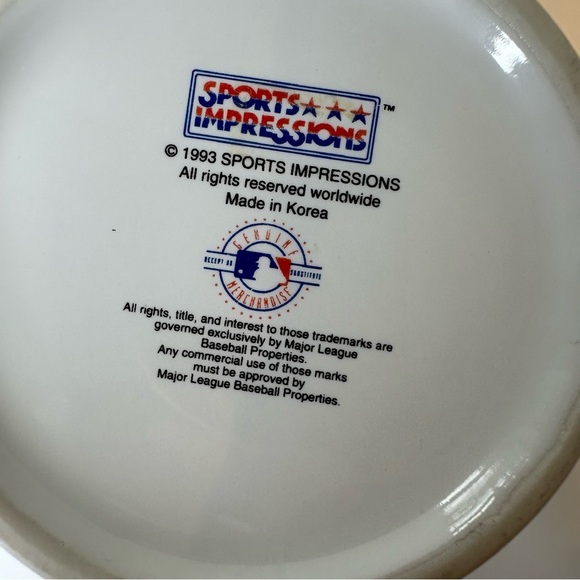 SPORTS
IMPRESSIONS ™
© 1993 SPORTS IMPRESSIONS
All rights reserved worldwide
Made in Korea
GENUINE
ACCEPT NO SUBSTITUTE
MERCHANDISE
All rights, title, and interest to those trademarks are
governed exclusively by Major League
Baseball Properties.
Any commercial use of those marks
must be approved by
Major League Baseball Properties.